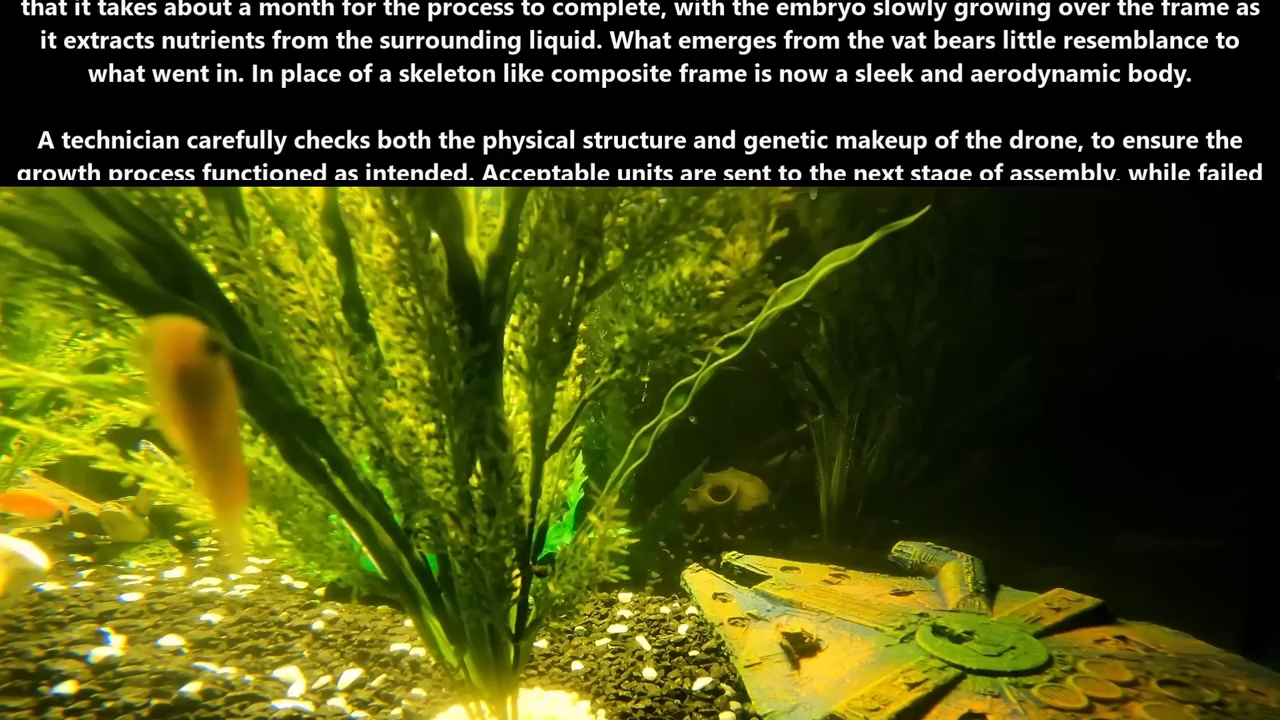 that it takes about a month for the process to complete, with the embryo slowly growing over the frame as
it extracts nutrients from the surrounding liquid. What emerges from the vat bears little resemblance to
what went in. In place of a skeleton like composite frame is now a sleek and aerodynamic body.
A technician carefully checks both the physical structure and genetic makeup of the drone, to ensure the
growth process functioned as intended. Acceptable units are sent to the next stage of assembly, while failed